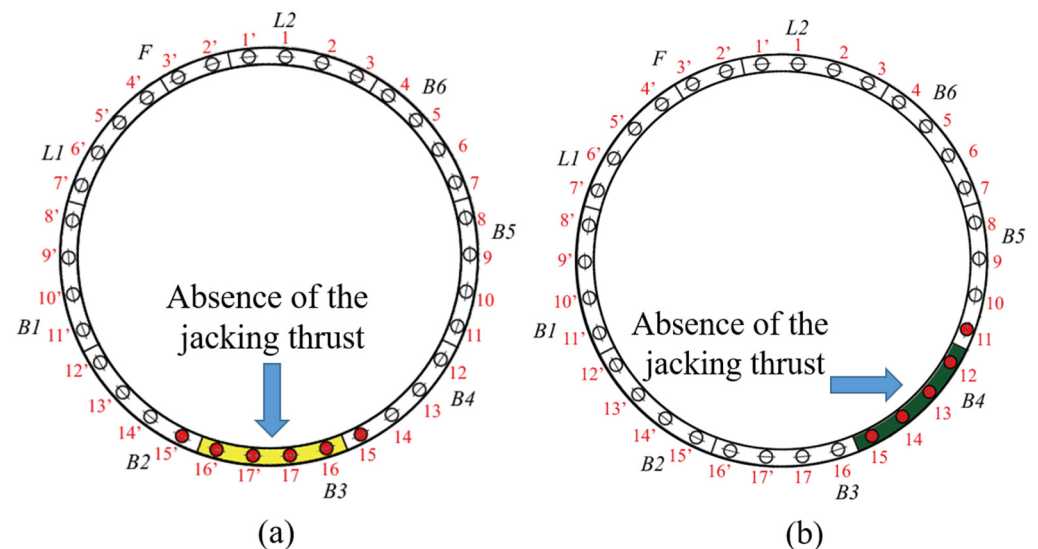 L2
1'
1
2
3
4
B6
5
6
7
8
B5
9
10
11
12
B4
13
14
15
16
B3
17
17'
16'
15'
B2
14'
13'
12'
11'
B1
10'
9'
8'
7'
L1
6'
5'
4'
3'
F
2'
Absence of the
jacking thrust
(a)
L2
1'
1
2
3
4
B6
5
6
7
8
B5
9
10
11
12
B4
13
14
15
16
B3
17
17'
16'
15'
B2
14'
13'
12'
11'
B1
10'
9'
8'
7'
L1
6'
5'
4'
3'
F
2'
Absence of the
jacking thrust
(b)